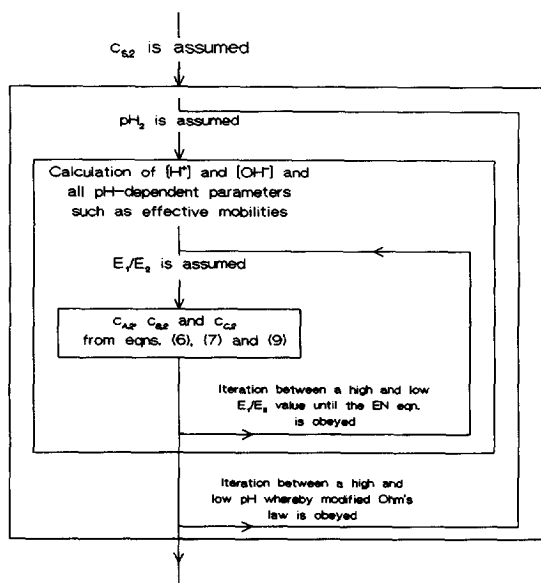 c_S,2 is assumed
pH_2 is assumed
Calculation of [H⁺] and [OH⁻] and
all pH-dependent parameters
such as effective mobilities
E_1/E_2 is assumed
c_A,2, c_B,2 and c_C,2
from eqns. (6), (7) and (9)
Iteration between a high and low
E_1/E_2 value until the EN eqn.
is obeyed
Iteration between a high and
low pH whereby modified Ohm's
law is obeyed